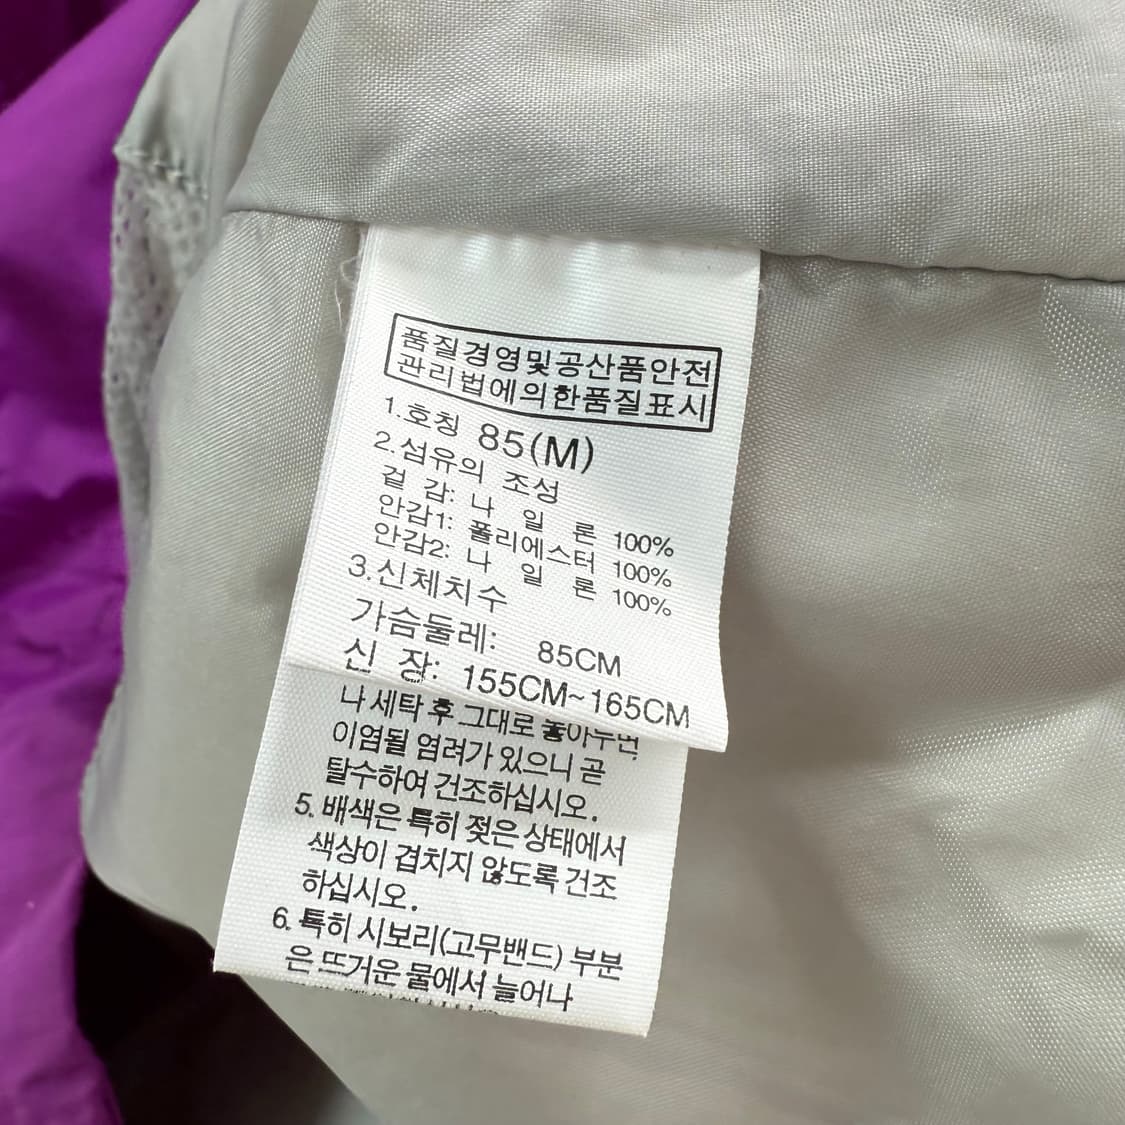 품질경영및공산품안전
관리법에의한품질표시
1.호칭 85(M)
2.섬유의 조성
겉 감: 나 일 론 100%
안감1: 폴리에스터 100%
안감2: 나 일 론 100%
3.신체치수
가슴둘레: 85CM
신 장: 155CM~165CM
나 세탁 후 그대로 놓아두면,
이염될 염려가 있으니 곧
탈수하여 건조하십시오.
5. 배색은 특히 젖은 상태에서
색상이 겹치지 않도록 건조
하십시오.
6. 특히 시보리(고무밴드) 부분
은 뜨거운 물에서 늘어나